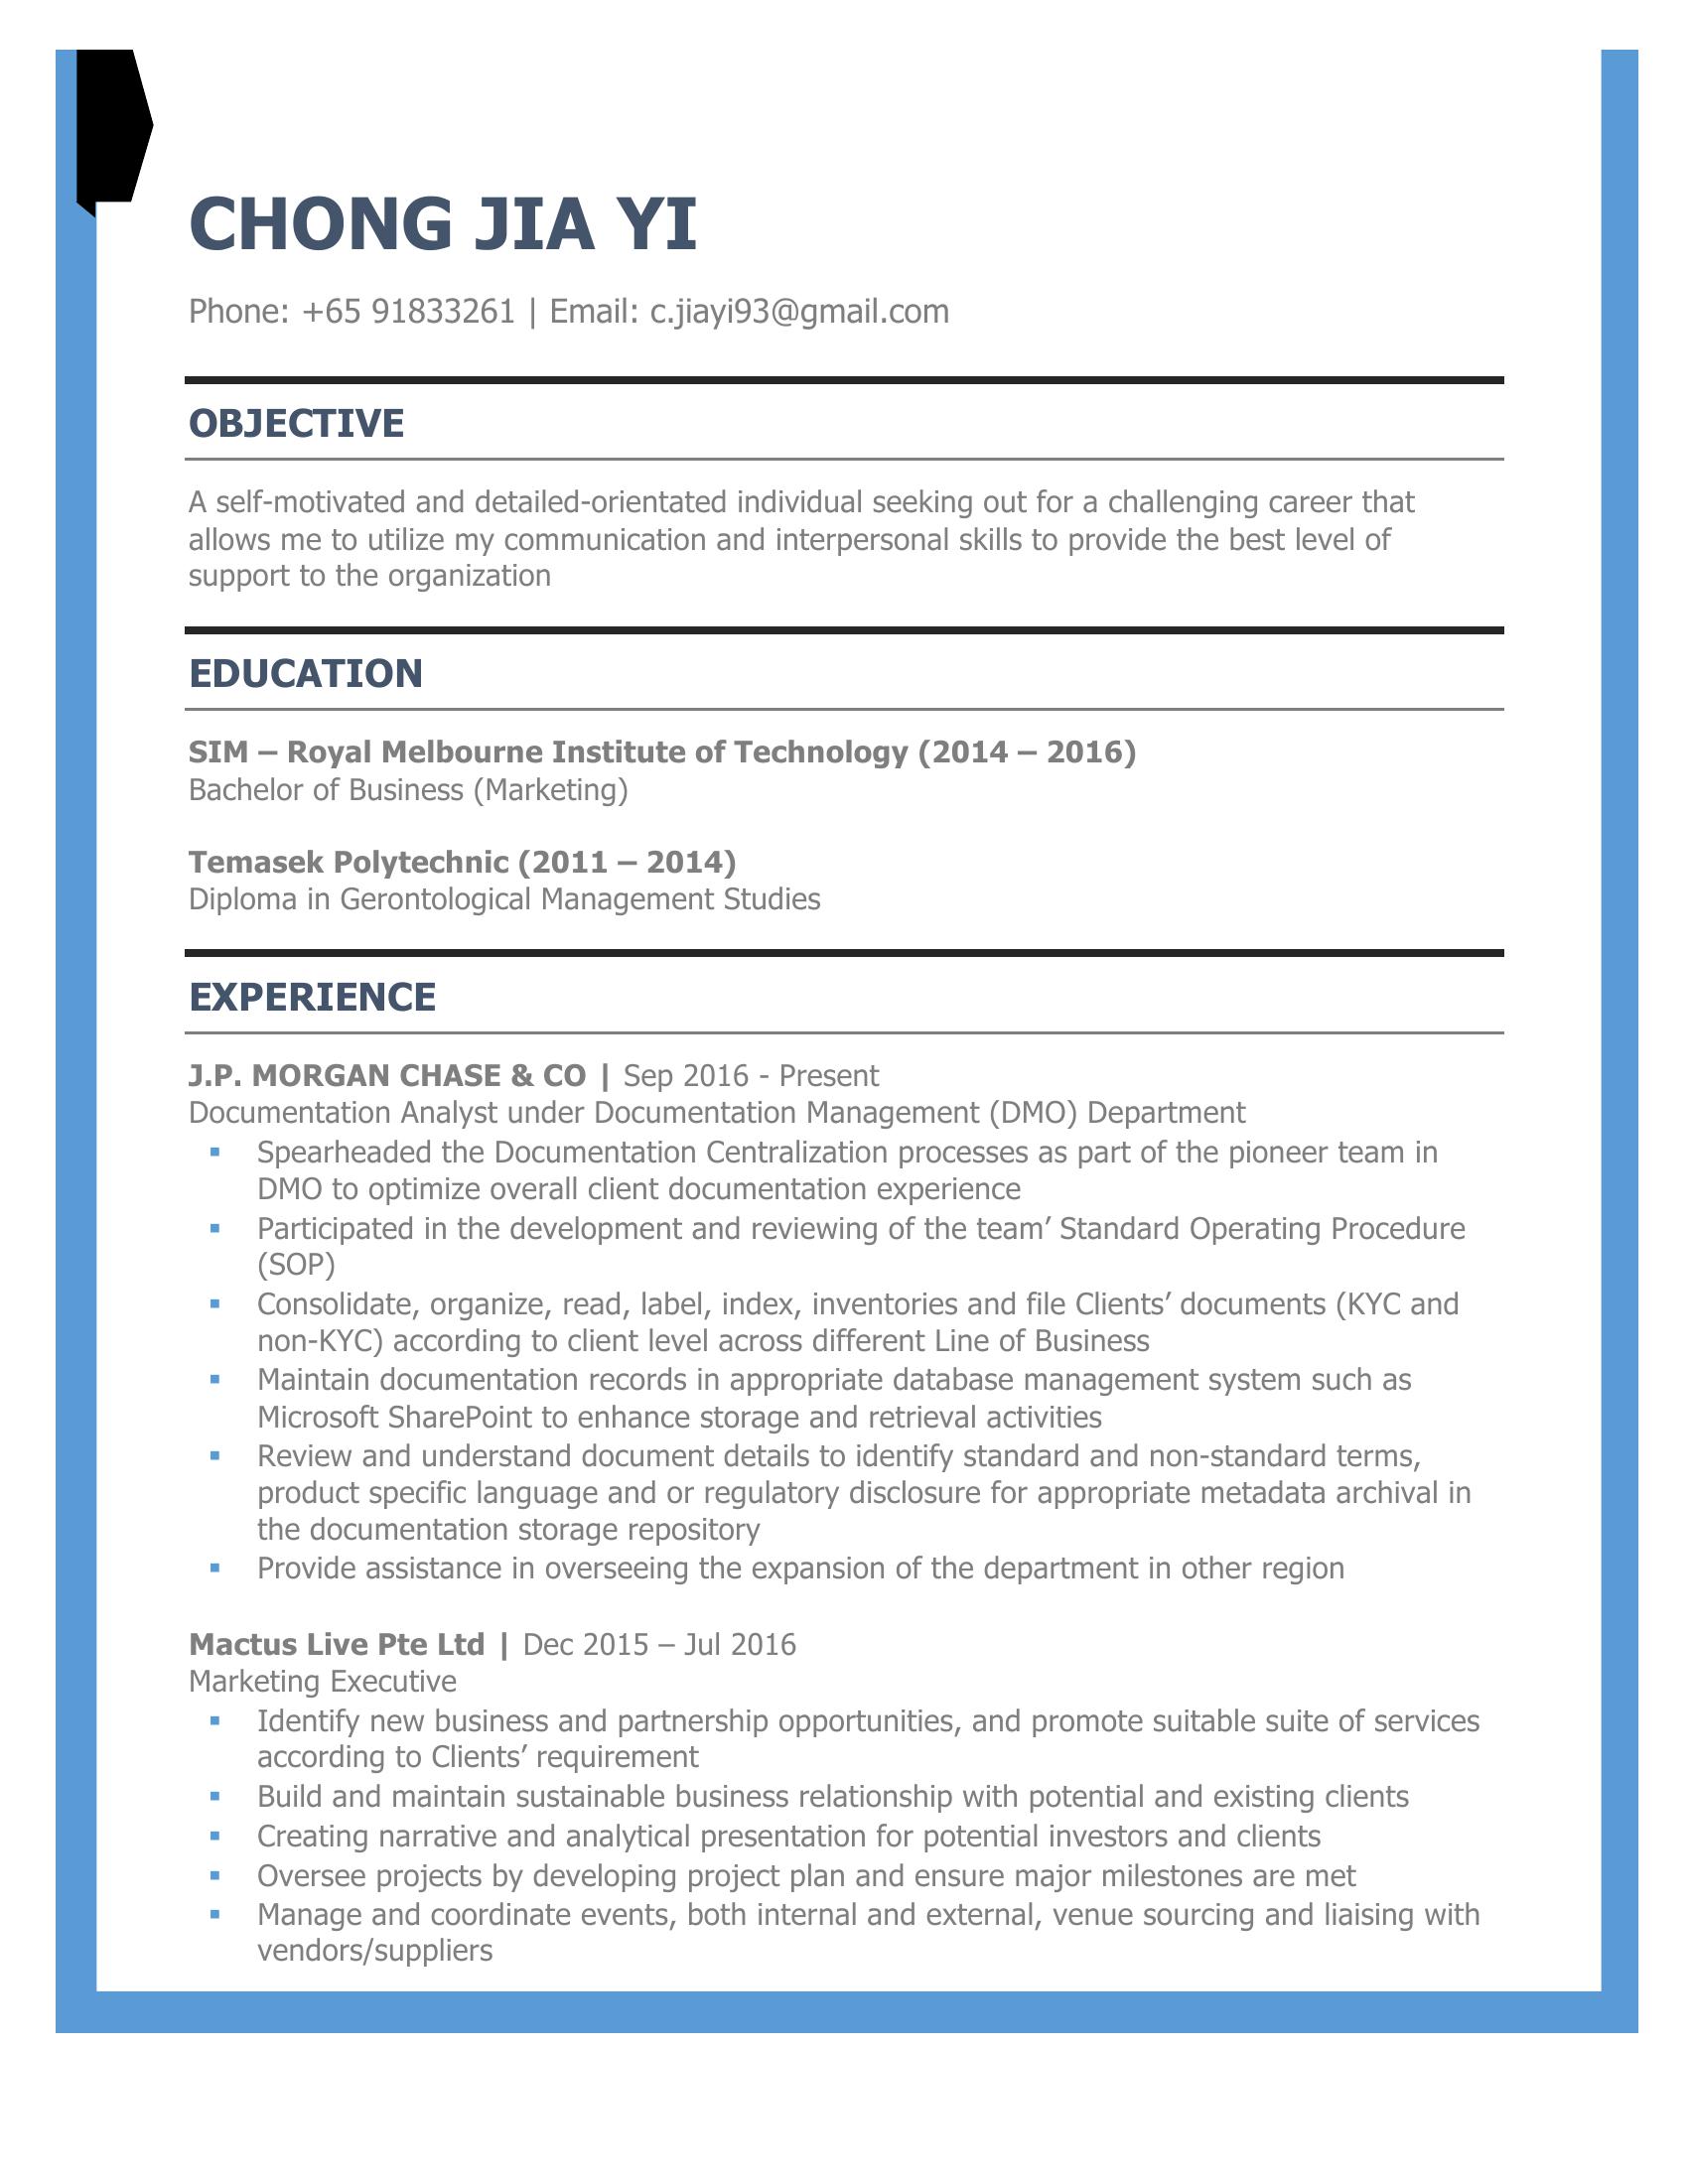 CHONG JIA YI
Phone: +65 91833261 | Email: c.jiayi93@gmail.com
OBJECTIVE
A self-motivated and detailed-orientated individual seeking out for a challenging career that
allows me to utilize my communication and interpersonal skills to provide the best level of
support to the organization
EDUCATION
SIM – Royal Melbourne Institute of Technology (2014 – 2016)
Bachelor of Business (Marketing)
Temasek Polytechnic (2011 – 2014)
Diploma in Gerontological Management Studies
EXPERIENCE
J.P. MORGAN CHASE & CO | Sep 2016 - Present
Documentation Analyst under Documentation Management (DMO) Department
▪ Spearheaded the Documentation Centralization processes as part of the pioneer team in
DMO to optimize overall client documentation experience
▪ Participated in the development and reviewing of the team’ Standard Operating Procedure
(SOP)
▪ Consolidate, organize, read, label, index, inventories and file Clients’ documents (KYC and
non-KYC) according to client level across different Line of Business
▪ Maintain documentation records in appropriate database management system such as
Microsoft SharePoint to enhance storage and retrieval activities
▪ Review and understand document details to identify standard and non-standard terms,
product specific language and or regulatory disclosure for appropriate metadata archival in
the documentation storage repository
▪ Provide assistance in overseeing the expansion of the department in other region
Mactus Live Pte Ltd | Dec 2015 – Jul 2016
Marketing Executive
▪ Identify new business and partnership opportunities, and promote suitable suite of services
according to Clients’ requirement
▪ Build and maintain sustainable business relationship with potential and existing clients
▪ Creating narrative and analytical presentation for potential investors and clients
▪ Oversee projects by developing project plan and ensure major milestones are met
▪ Manage and coordinate events, both internal and external, venue sourcing and liaising with
vendors/suppliers